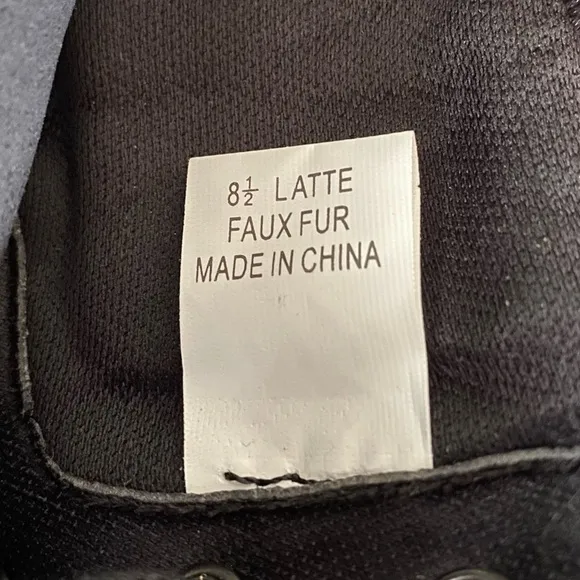 8½ LATTE
FAUX FUR
MADE IN CHINA